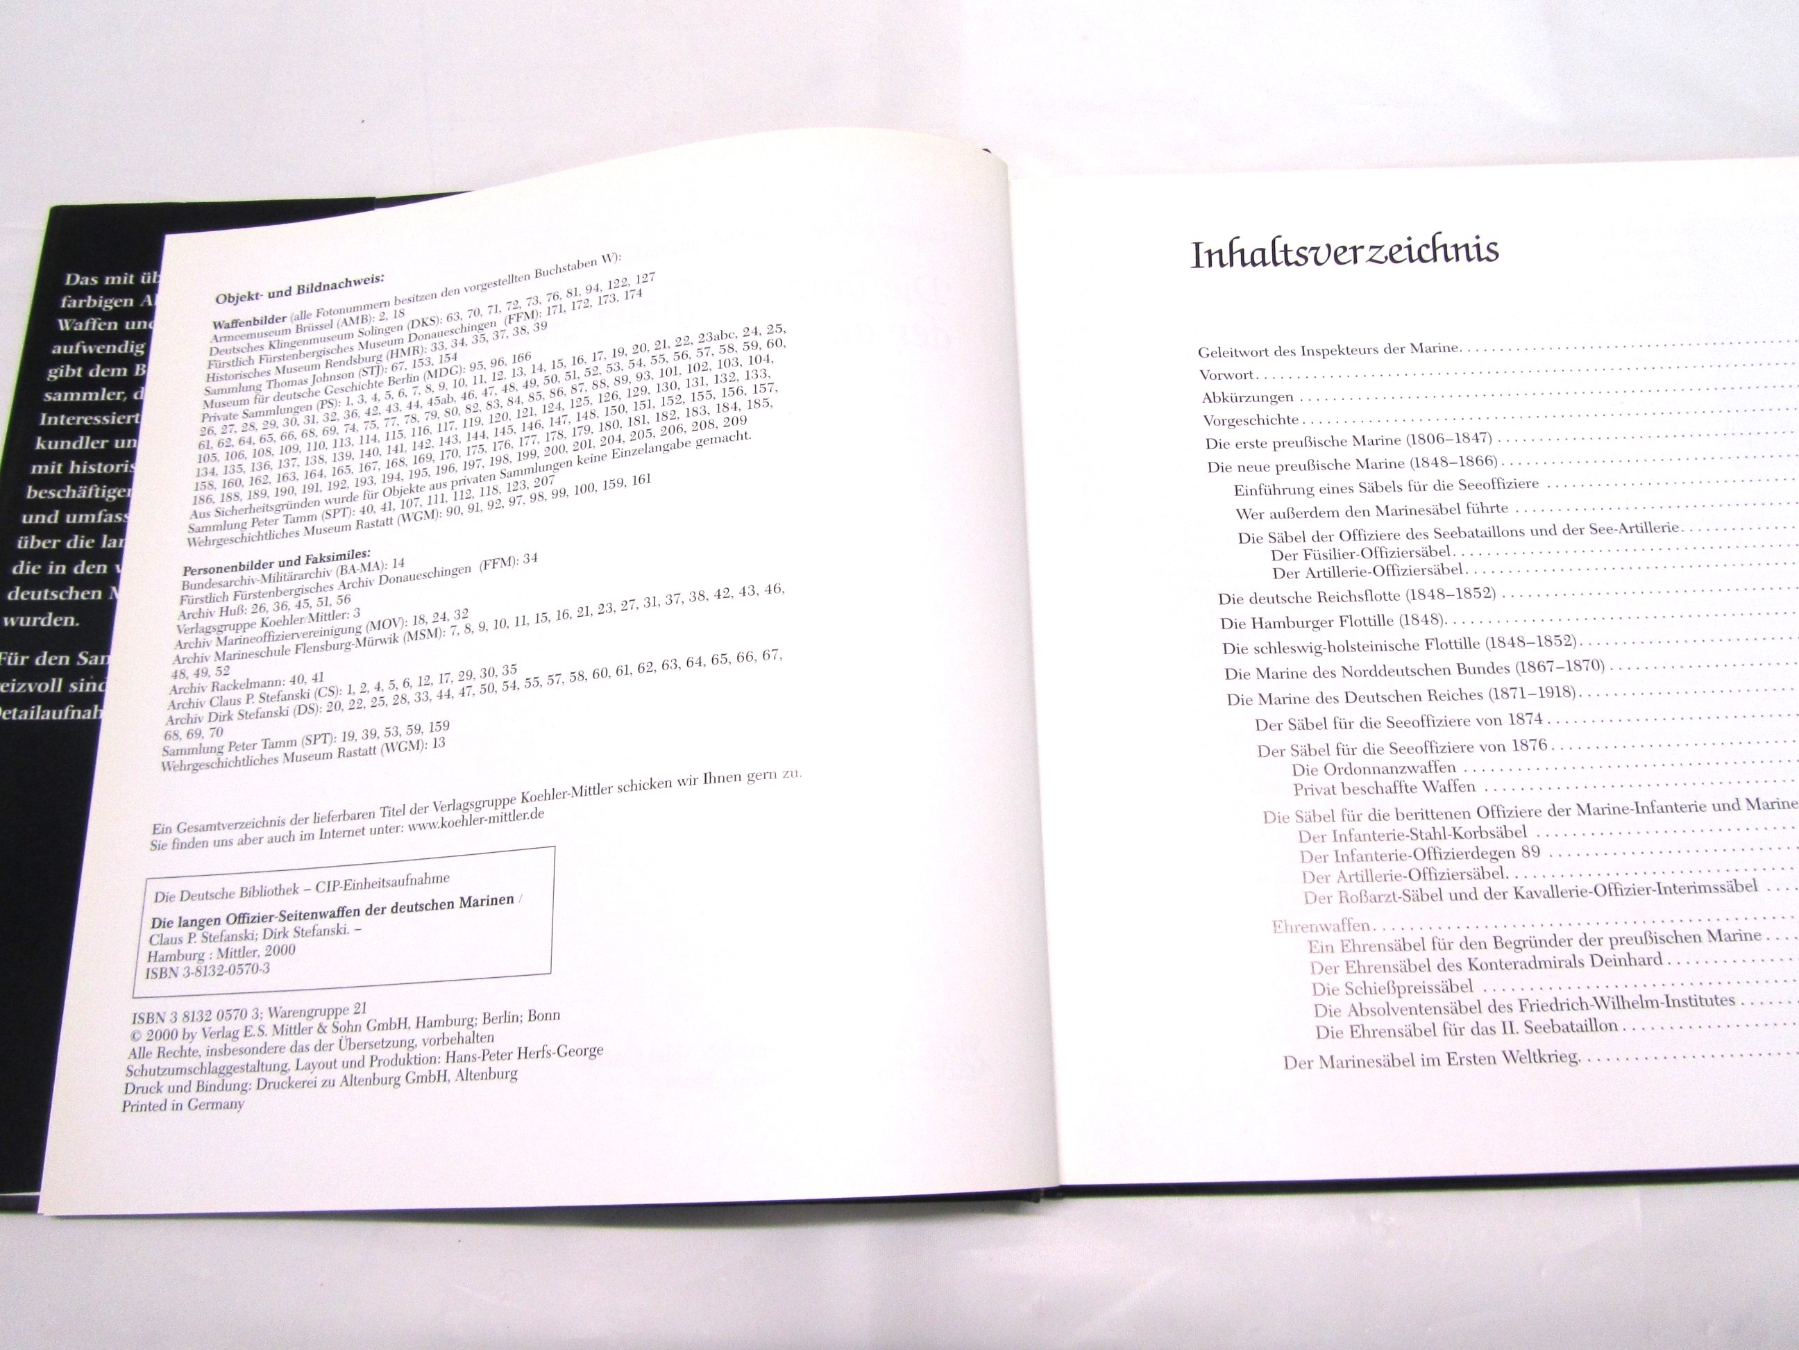 Das mit üb
farbigen A
Waffen und
aufwendig
gibt dem B
sammler, d
Interessiert
kundler un
mit histori
beschäftiger
und umfass
über die lan
die in den v
deutschen M
wurden.
Für den San
eizvoll sind
etailaufnah
Objekt- und Bildnachweis:
Waffenbilder (alle Fotonummern besitzen den vorgestellten Buchstaben W):
Armeemuseum Brüssel (AMB): 2, 18
Deutsches Klingenmuseum Solingen (DKS): 63, 70, 71, 72, 73, 76, 81, 94, 122, 127
Fürstlich Fürstenbergisches Museum Donaueschingen (FFM): 171, 172, 173, 174
Historisches Museum Rendsburg (HMR): 33, 34, 35, 37, 38, 39
Sammlung Thomas Johnson (STJ): 67, 153, 154
Museum für deutsche Geschichte Berlin (MDG): 95, 96, 166
Private Sammlungen (PS): 1, 3, 4, 5, 6, 7, 8, 9, 10, 11, 12, 13, 14, 15, 16, 17, 19, 20, 21, 22, 23abc, 24, 25,
26, 27, 28, 29, 30, 31, 32, 36, 42, 43, 44, 45ab, 46, 47, 48, 49, 50, 51, 52, 53, 54, 55, 56, 57, 58, 59, 60,
61, 62, 64, 65, 66, 68, 69, 74, 75, 77, 78, 79, 80, 82, 83, 84, 85, 86, 87, 88, 89, 93, 101, 102, 103, 104,
105, 106, 108, 109, 110, 113, 114, 115, 116, 117, 119, 120, 121, 124, 125, 126, 129, 130, 131, 132, 133,
134, 135, 136, 137, 138, 139, 140, 141, 142, 143, 144, 145, 146, 147, 148, 150, 151, 152, 155, 156, 157,
158, 160, 162, 163, 164, 165, 167, 168, 169, 170, 175, 176, 177, 178, 179, 180, 181, 182, 183, 184, 185,
186, 188, 189, 190, 191, 192, 193, 194, 195, 196, 197, 198, 199, 200, 201, 204, 205, 206, 208, 209
Aus Sicherheitsgründen wurde für Objekte aus privaten Sammlungen keine Einzelangabe gemacht.
Sammlung Peter Tamm (SPT): 40, 41, 107, 111, 112, 118, 123, 207
Wehrgeschichtliches Museum Rastatt (WGM): 90, 91, 92, 97, 98, 99, 100, 159, 161
Personenbilder und Faksimiles:
Bundesarchiv-Militärarchiv (BA-MA): 14
Fürstlich Fürstenbergisches Archiv Donaueschingen (FFM): 34
Archiv Huß: 26, 36, 45, 51, 56
Verlagsgruppe Koehler/Mittler: 3
Archiv Marineoffiziervereinigung (MOV): 18, 24, 32
Archiv Marineschule Flensburg-Mürwik (MSM): 7, 8, 9, 10, 11, 15, 16, 21, 23, 27, 31, 37, 38, 42, 43, 46,
48, 49, 52
Archiv Rackelmann: 40, 41
Archiv Claus P. Stefanski (CS): 1, 2, 4, 5, 6, 12, 17, 29, 30, 35
Archiv Dirk Stefanski (DS): 20, 22, 25, 28, 33, 44, 47, 50, 54, 55, 57, 58, 60, 61, 62, 63, 64, 65, 66, 67,
68, 69, 70
Sammlung Peter Tamm (SPT): 19, 39, 53, 59, 159
Wehrgeschichtliches Museum Rastatt (WGM): 13
Ein Gesamtverzeichnis der lieferbaren Titel der Verlagsgruppe Koehler-Mittler schicken wir Ihnen gern zu.
Sie finden uns aber auch im Internet unter: www.koehler-mittler.de
Die Deutsche Bibliothek – CIP-Einheitsaufnahme
Die langen Offizier-Seitenwaffen der deutschen Marinen /
Claus P. Stefanski; Dirk Stefanski. –
Hamburg : Mittler, 2000
ISBN 3-8132-0570-3
ISBN 3 8132 0570 3; Warengruppe 21
© 2000 by Verlag E.S. Mittler & Sohn GmbH, Hamburg; Berlin; Bonn
Alle Rechte, insbesondere das der Übersetzung, vorbehalten
Schutzumschlaggestaltung, Layout und Produktion: Hans-Peter Herfs-George
Druck und Bindung: Druckerei zu Altenburg GmbH, Altenburg
Printed in Germany
Inhaltsverzeichnis
Geleitwort des Inspekteurs der Marine
Vorwort
Abkürzungen
Vorgeschichte
Die erste preußische Marine (1806–1847)
Die neue preußische Marine (1848–1866)
Einführung eines Säbels für die Seeoffiziere
Wer außerdem den Marinesäbel führte
Die Säbel der Offiziere des Seebataillons und der See-Artillerie
Der Füsilier-Offiziersäbel
Der Artillerie-Offiziersäbel
Die deutsche Reichsflotte (1848–1852)
Die Hamburger Flottille (1848)
Die schleswig-holsteinische Flottille (1848–1852)
Die Marine des Norddeutschen Bundes (1867–1870)
Die Marine des Deutschen Reiches (1871–1918)
Der Säbel für die Seeoffiziere von 1874
Der Säbel für die Seeoffiziere von 1876
Die Ordonnanzwaffen
Privat beschaffte Waffen
Die Säbel für die berittenen Offiziere der Marine-Infanterie und Marine
Der Infanterie-Stahl-Korbsäbel
Der Infanterie-Offizierdegen 89
Der Artillerie-Offiziersäbel
Der Roßarzt-Säbel und der Kavallerie-Offizier-Interimssäbel
Ehrenwaffen
Ein Ehrensäbel für den Begründer der preußischen Marine
Der Ehrensäbel des Konteradmirals Deinhard
Die Schießpreissäbel
Die Absolventensäbel des Friedrich-Wilhelm-Institutes
Die Ehrensäbel für das II. Seebataillon
Der Marinesäbel im Ersten Weltkrieg